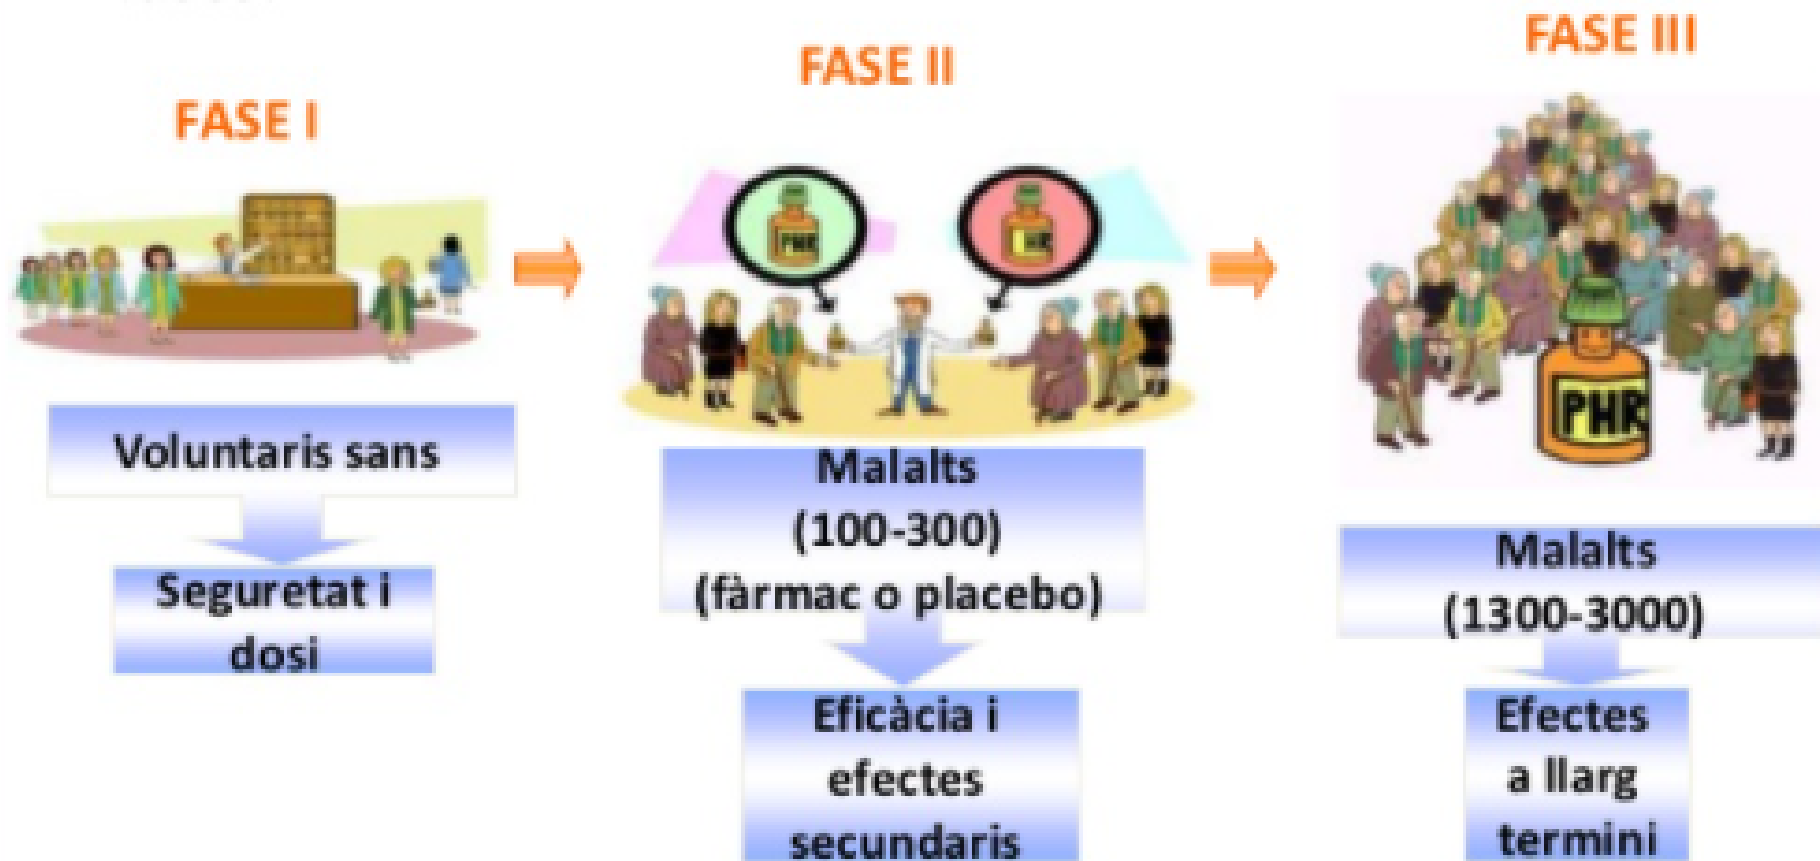 FASE I
Voluntaris sans
Seguretat i
dosi
FASE II
PHR
HR
Malalts
(100-300)
(fàrmac o placebo)
Eficàcia i
efectes
secundaris
FASE III
PHR
Malalts
(1300-3000)
Efectes
a llarg
termini